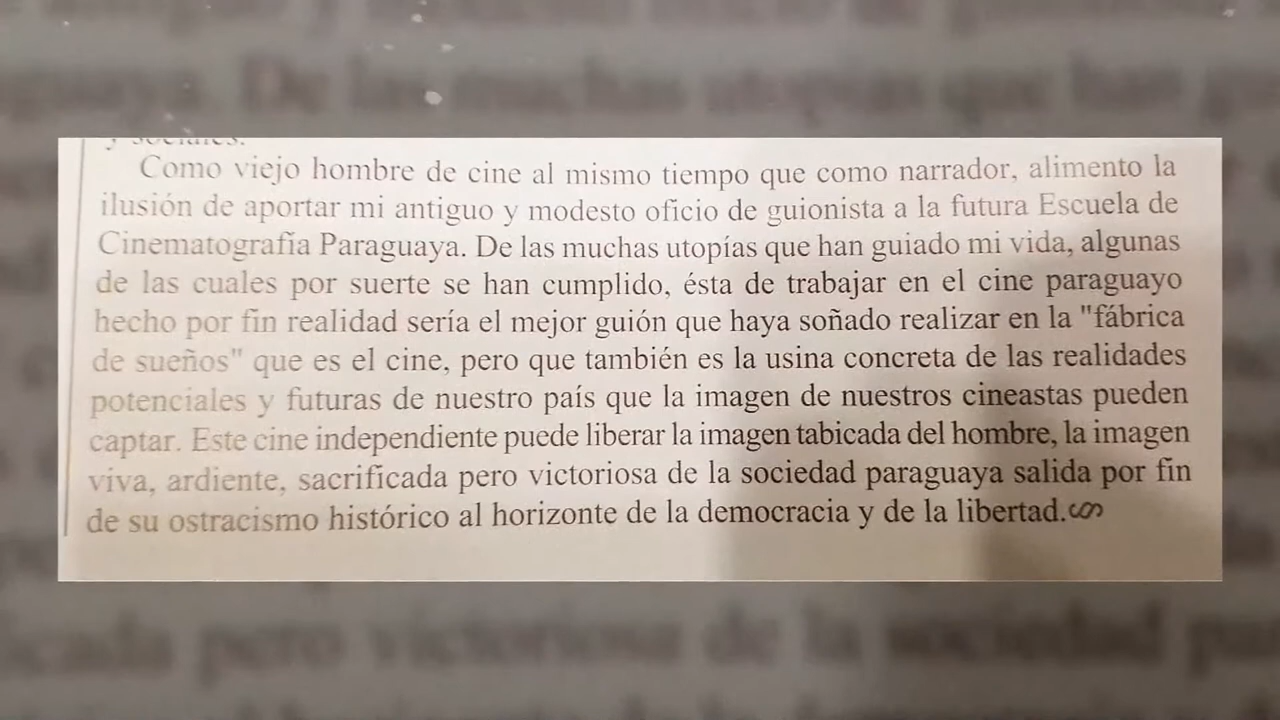 y sociales.
Como viejo hombre de cine al mismo tiempo que como narrador, alimento la
ilusión de aportar mi antiguo y modesto oficio de guionista a la futura Escuela de
Cinematografía Paraguaya. De las muchas utopías que han guiado mi vida, algunas
de las cuales por suerte se han cumplido, ésta de trabajar en el cine paraguayo
hecho por fin realidad sería el mejor guión que haya soñado realizar en la "fábrica
de sueños" que es el cine, pero que también es la usina concreta de las realidades
potenciales y futuras de nuestro país que la imagen de nuestros cineastas pueden
captar. Este cine independiente puede liberar la imagen tabicada del hombre, la imagen
viva, ardiente, sacrificada pero victoriosa de la sociedad paraguaya salida por fin
de su ostracismo histórico al horizonte de la democracia y de la libertad.